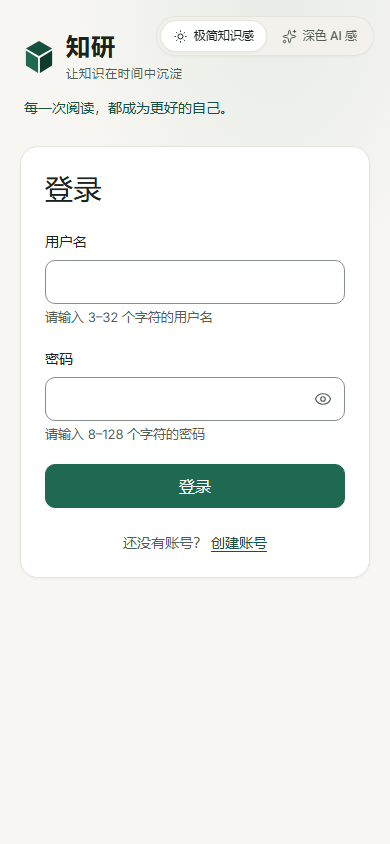 知研
让知识在时间中沉淀
极简知识感
深色 AI 感
每一次阅读，都成为更好的自己。
登录
用户名
请输入 3–32 个字符的用户名
密码
请输入 8–128 个字符的密码
登录
还没有账号？ 创建账号